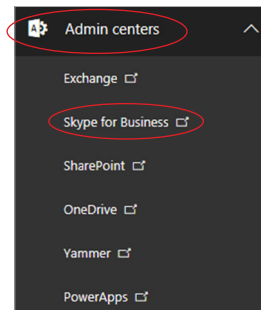 Admin centers
Exchange
Skype for Business
SharePoint
OneDrive
Yammer
PowerApps